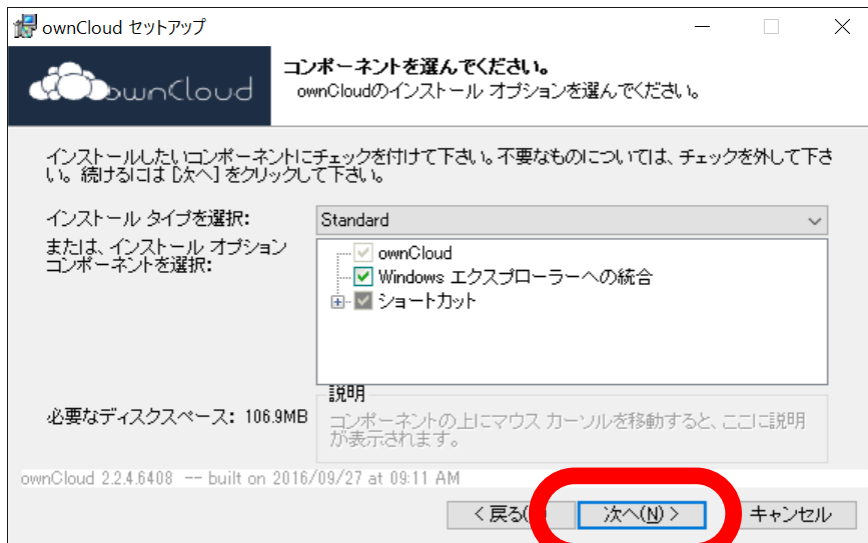 ownCloud セットアップ
ownCloud
コンポーネントを選んでください。
ownCloudのインストール オプションを選んでください。
インストールしたいコンポーネントにチェックを付けて下さい。不要なものについては、チェックを外して下さ
い。続けるには [次へ] をクリックして下さい。
インストール タイプを選択:
Standard
または、インストール オプション
コンポーネントを選択:
ownCloud
Windows エクスプローラーへの統合
ショートカット
必要なディスクスペース: 106.9MB
説明
コンポーネントの上にマウス カーソルを移動すると、ここに説明
が表示されます。
ownCloud 2.2.4.6408 -- built on 2016/09/27 at 09:11 AM
< 戻る(
次へ(N) >
キャンセル